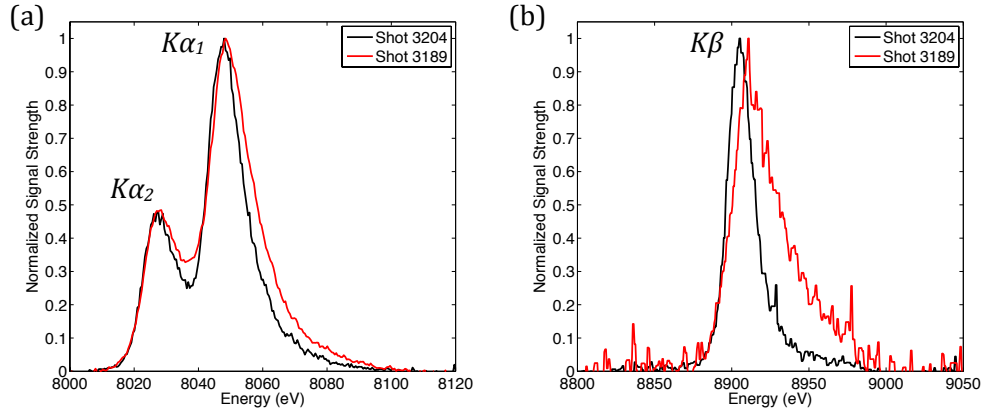 (a)
Kα1
Kα2
Shot 3204
Shot 3189
Normalized Signal Strength
1
0.9
0.8
0.7
0.6
0.5
0.4
0.3
0.2
0.1
0
8000 8020 8040 8060 8080 8100 8120
Energy (eV)
(b)
Kβ
Shot 3204
Shot 3189
Normalized Signal Strength
1
0.9
0.8
0.7
0.6
0.5
0.4
0.3
0.2
0.1
0
8800 8850 8900 8950 9000 9050
Energy (eV)